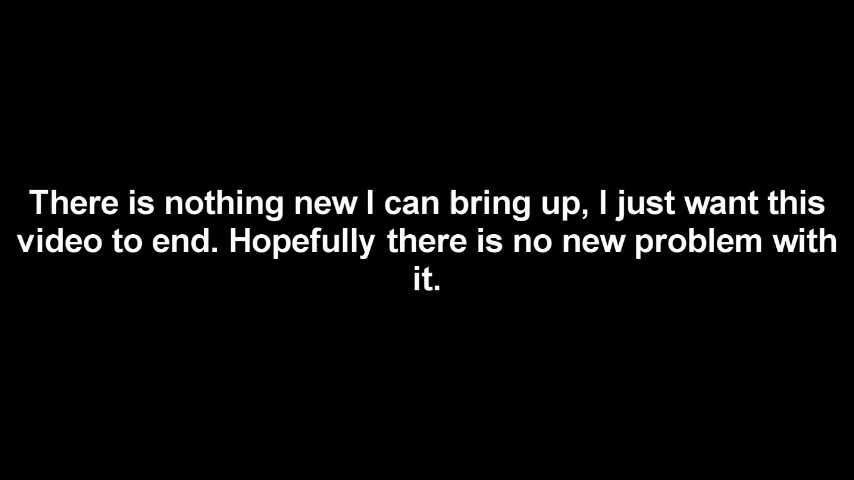 There is nothing new I can bring up, I just want this
video to end. Hopefully there is no new problem with
it.